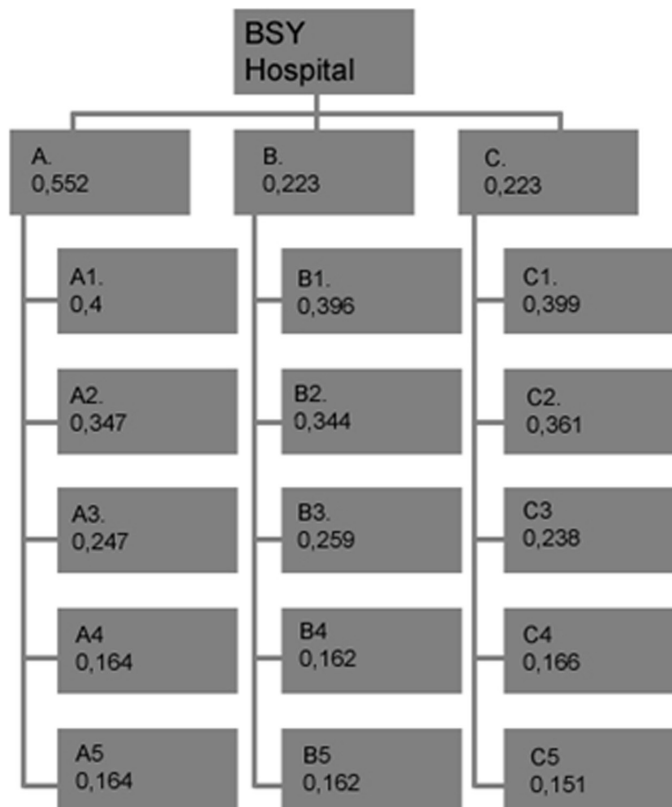 BSY
Hospital
A.
0,552
B.
0,223
C.
0,223
A1.
0,4
B1.
0,396
C1.
0,399
A2.
0,347
B2.
0,344
C2.
0,361
A3.
0,247
B3.
0,259
C3
0,238
A4
0,164
B4
0,162
C4
0,166
A5
0,164
B5
0,162
C5
0,151